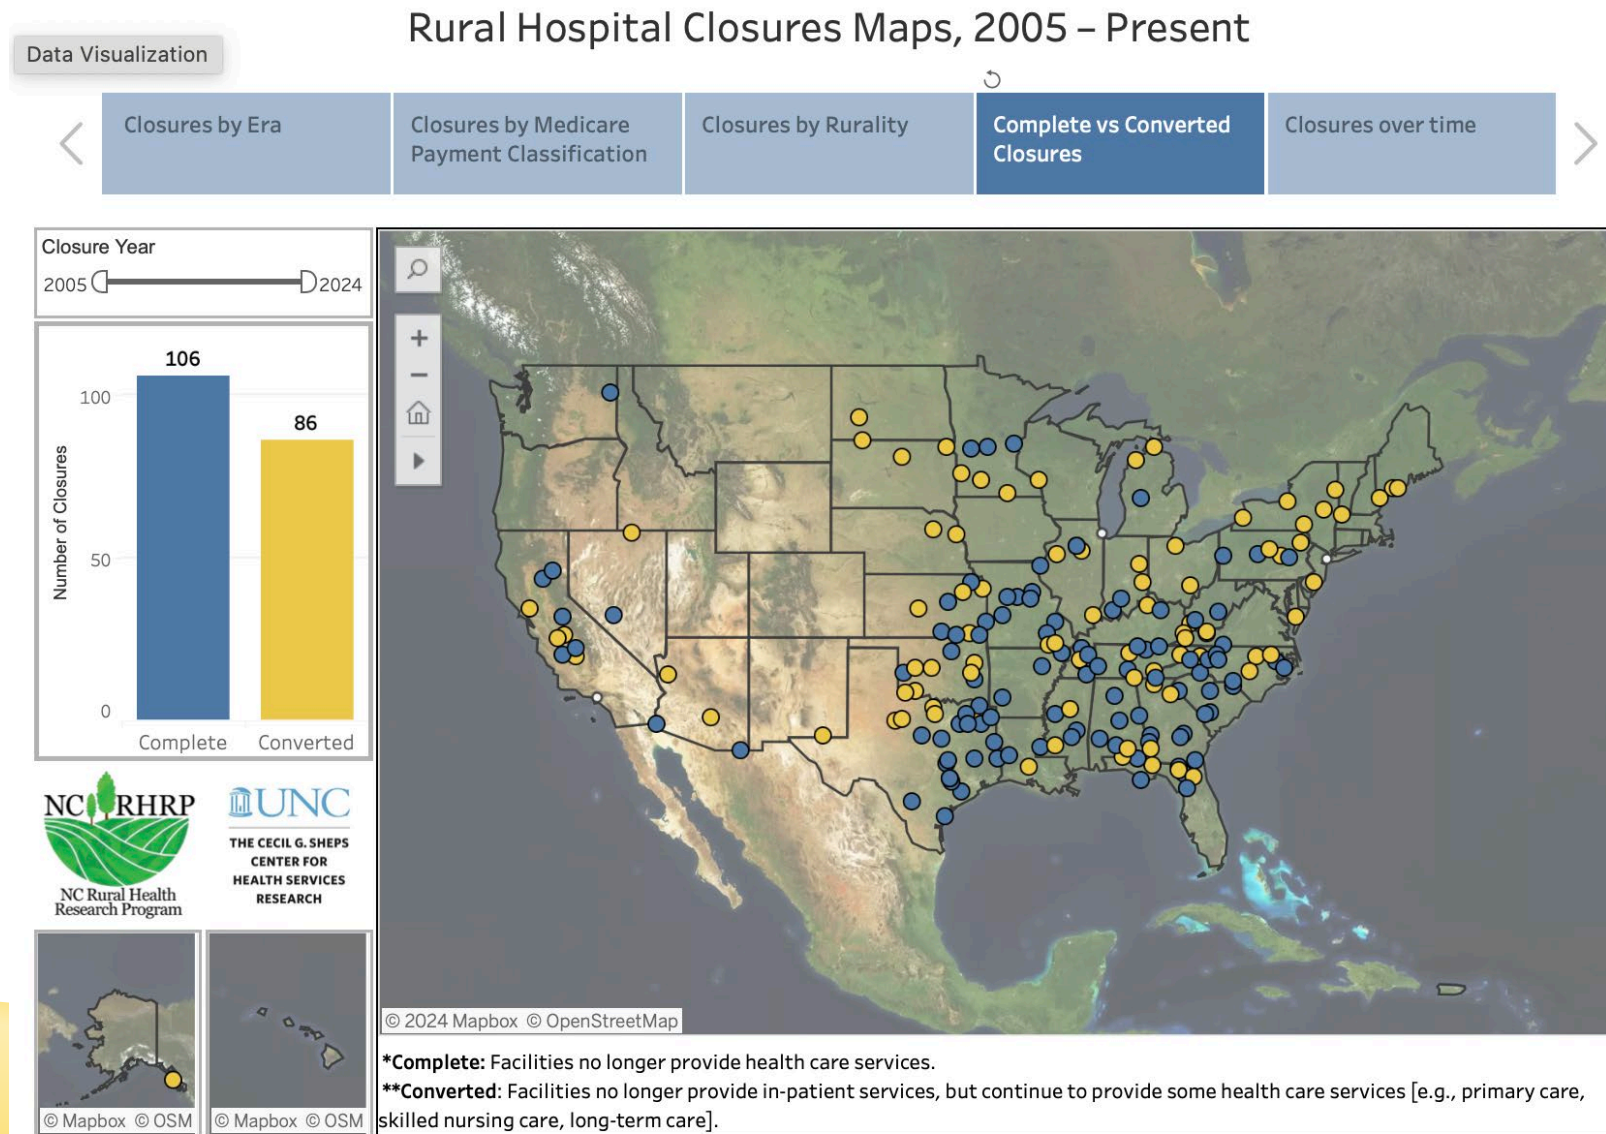 Rural Hospital Closures Maps, 2005 – Present
Data Visualization
Closures by Era
Closures by Medicare
Payment Classification
Closures by Rurality
Complete vs Converted
Closures
Closures over time
Closure Year
2005
2024
106
100
86
50
0
Number of Closures
Complete
Converted
NC RHRP
NC Rural Health
Research Program
UNC
THE CECIL G. SHEPS
CENTER FOR
HEALTH SERVICES
RESEARCH
© Mapbox © OSM
© Mapbox © OSM
© 2024 Mapbox © OpenStreetMap
*Complete: Facilities no longer provide health care services.
**Converted: Facilities no longer provide in-patient services, but continue to provide some health care services [e.g., primary care,
skilled nursing care, long-term care].